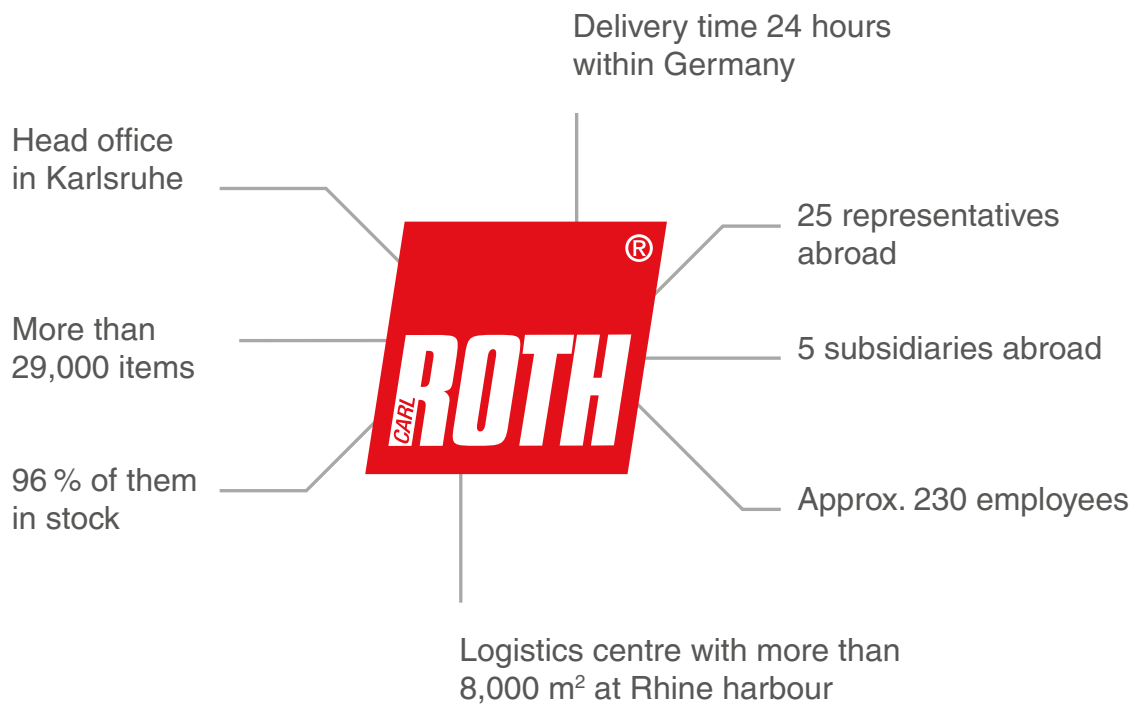 Delivery time 24 hours
within Germany
Head office
in Karlsruhe
25 representatives
abroad
®
More than
29,000 items
5 subsidiaries abroad
CARL
ROTH
96 % of them
in stock
Approx. 230 employees
Logistics centre with more than
8,000 m² at Rhine harbour